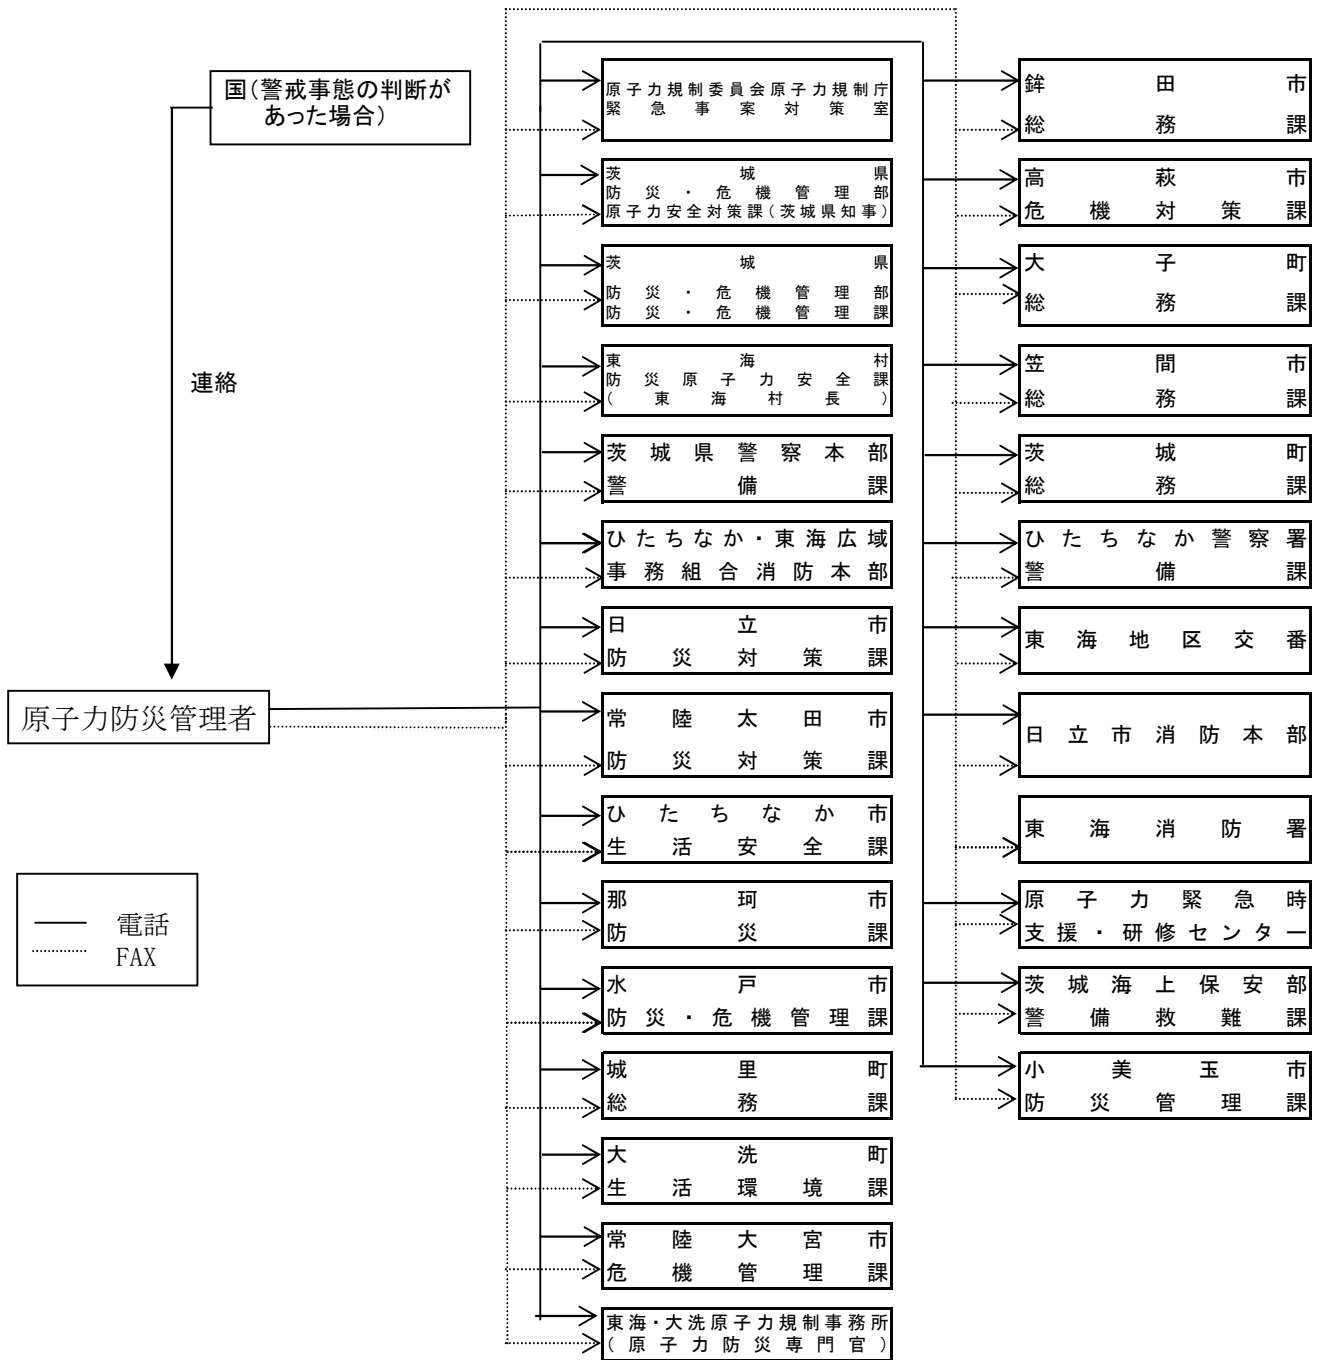 国(警戒事態の判断が
あった場合)
連絡
原子力防災管理者
電話
FAX
原子力規制委員会原子力規制庁
緊急事案対策室
茨城県
防災・危機管理部
原子力安全対策課(茨城県知事)
茨城県
防災・危機管理部
防災・危機管理課
東海村
防災原子力安全課
(東海村長)
茨城県警察本部
警備課
ひたちなか・東海広域
事務組合消防本部
日立市
防災対策課
常陸太田市
防災対策課
ひたちなか市
生活安全課
那珂市
防災課
水戸市
防災・危機管理課
城里町
総務課
大洗町
生活環境課
常陸大宮市
危機管理課
東海・大洗原子力規制事務所
(原子力防災専門官)
鉾田市
総務課
高萩市
危機対策課
大子町
総務課
笠間市
総務課
茨城町
総務課
ひたちなか警察署
警備課
東海地区交番
日立市消防本部
東海消防署
原子力緊急時
支援・研修センター
茨城海上保安部
警備救難課
小美玉市
防災管理課